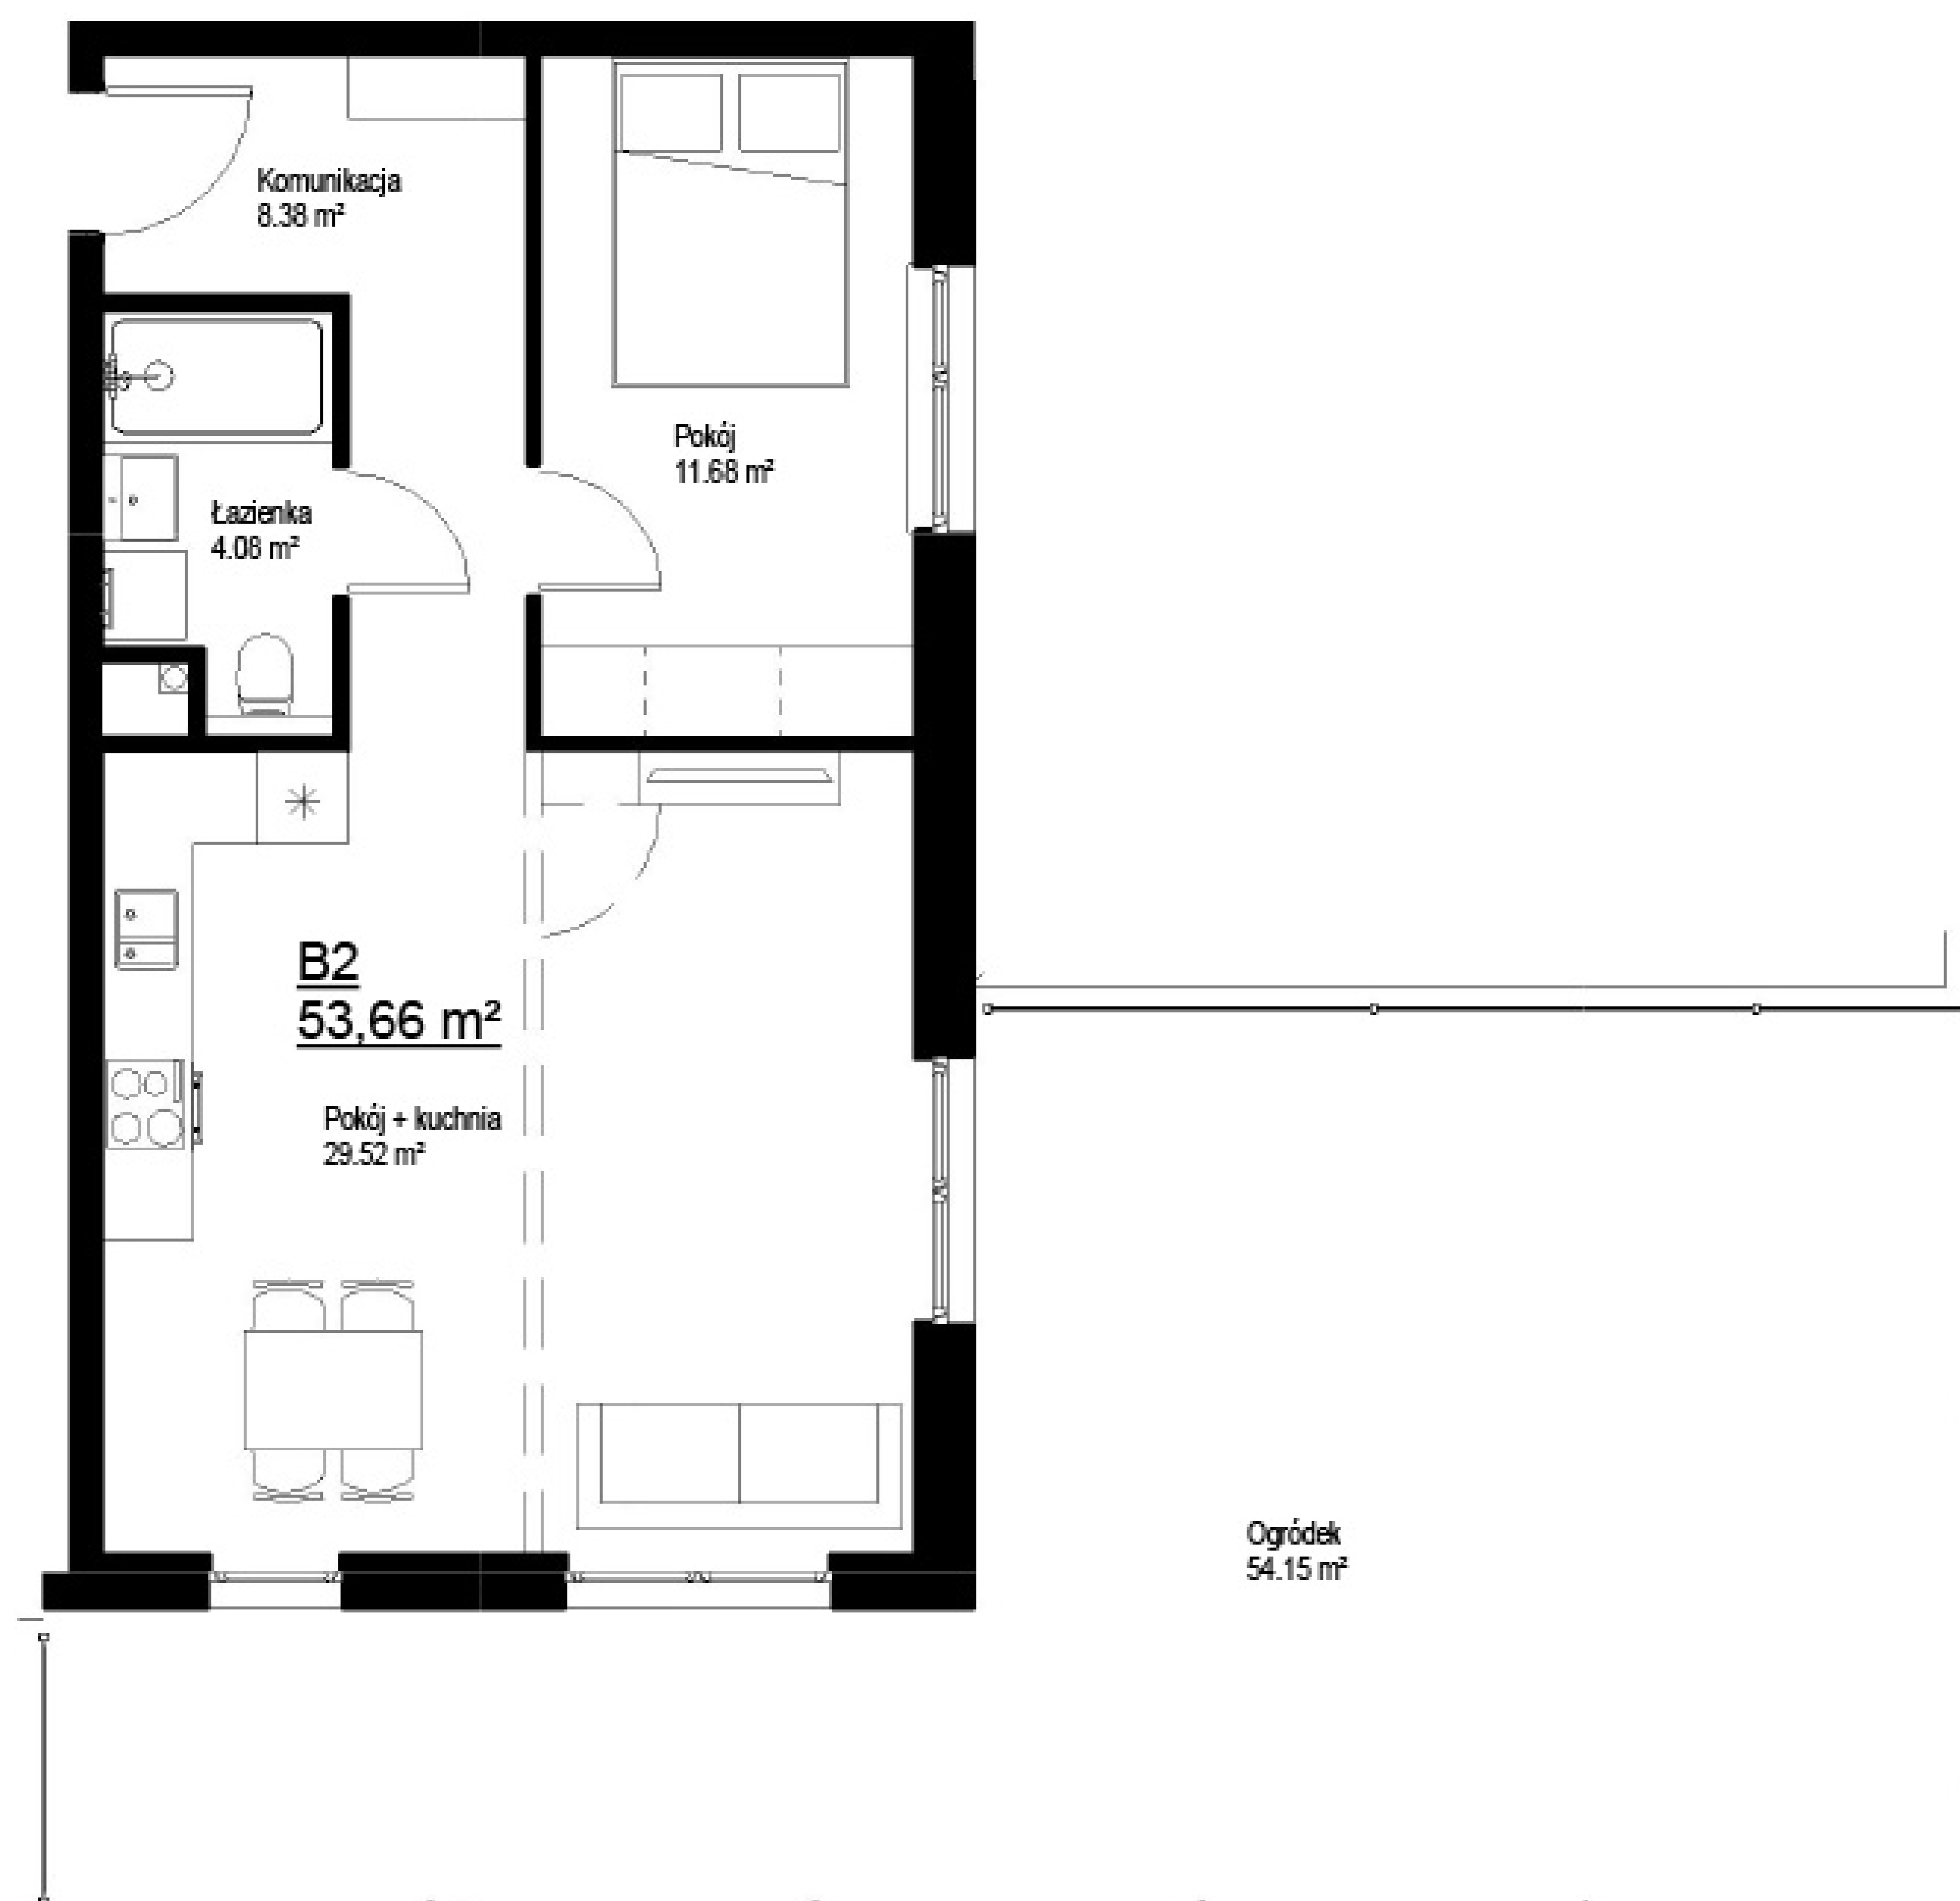 Komunikacja
8.38 m²
Pokój
11.68 m²
Łazienka
4.08 m²
B2
53,66 m²
Pokój + kuchnia
29.52 m²
Ogródek
54.15 m²